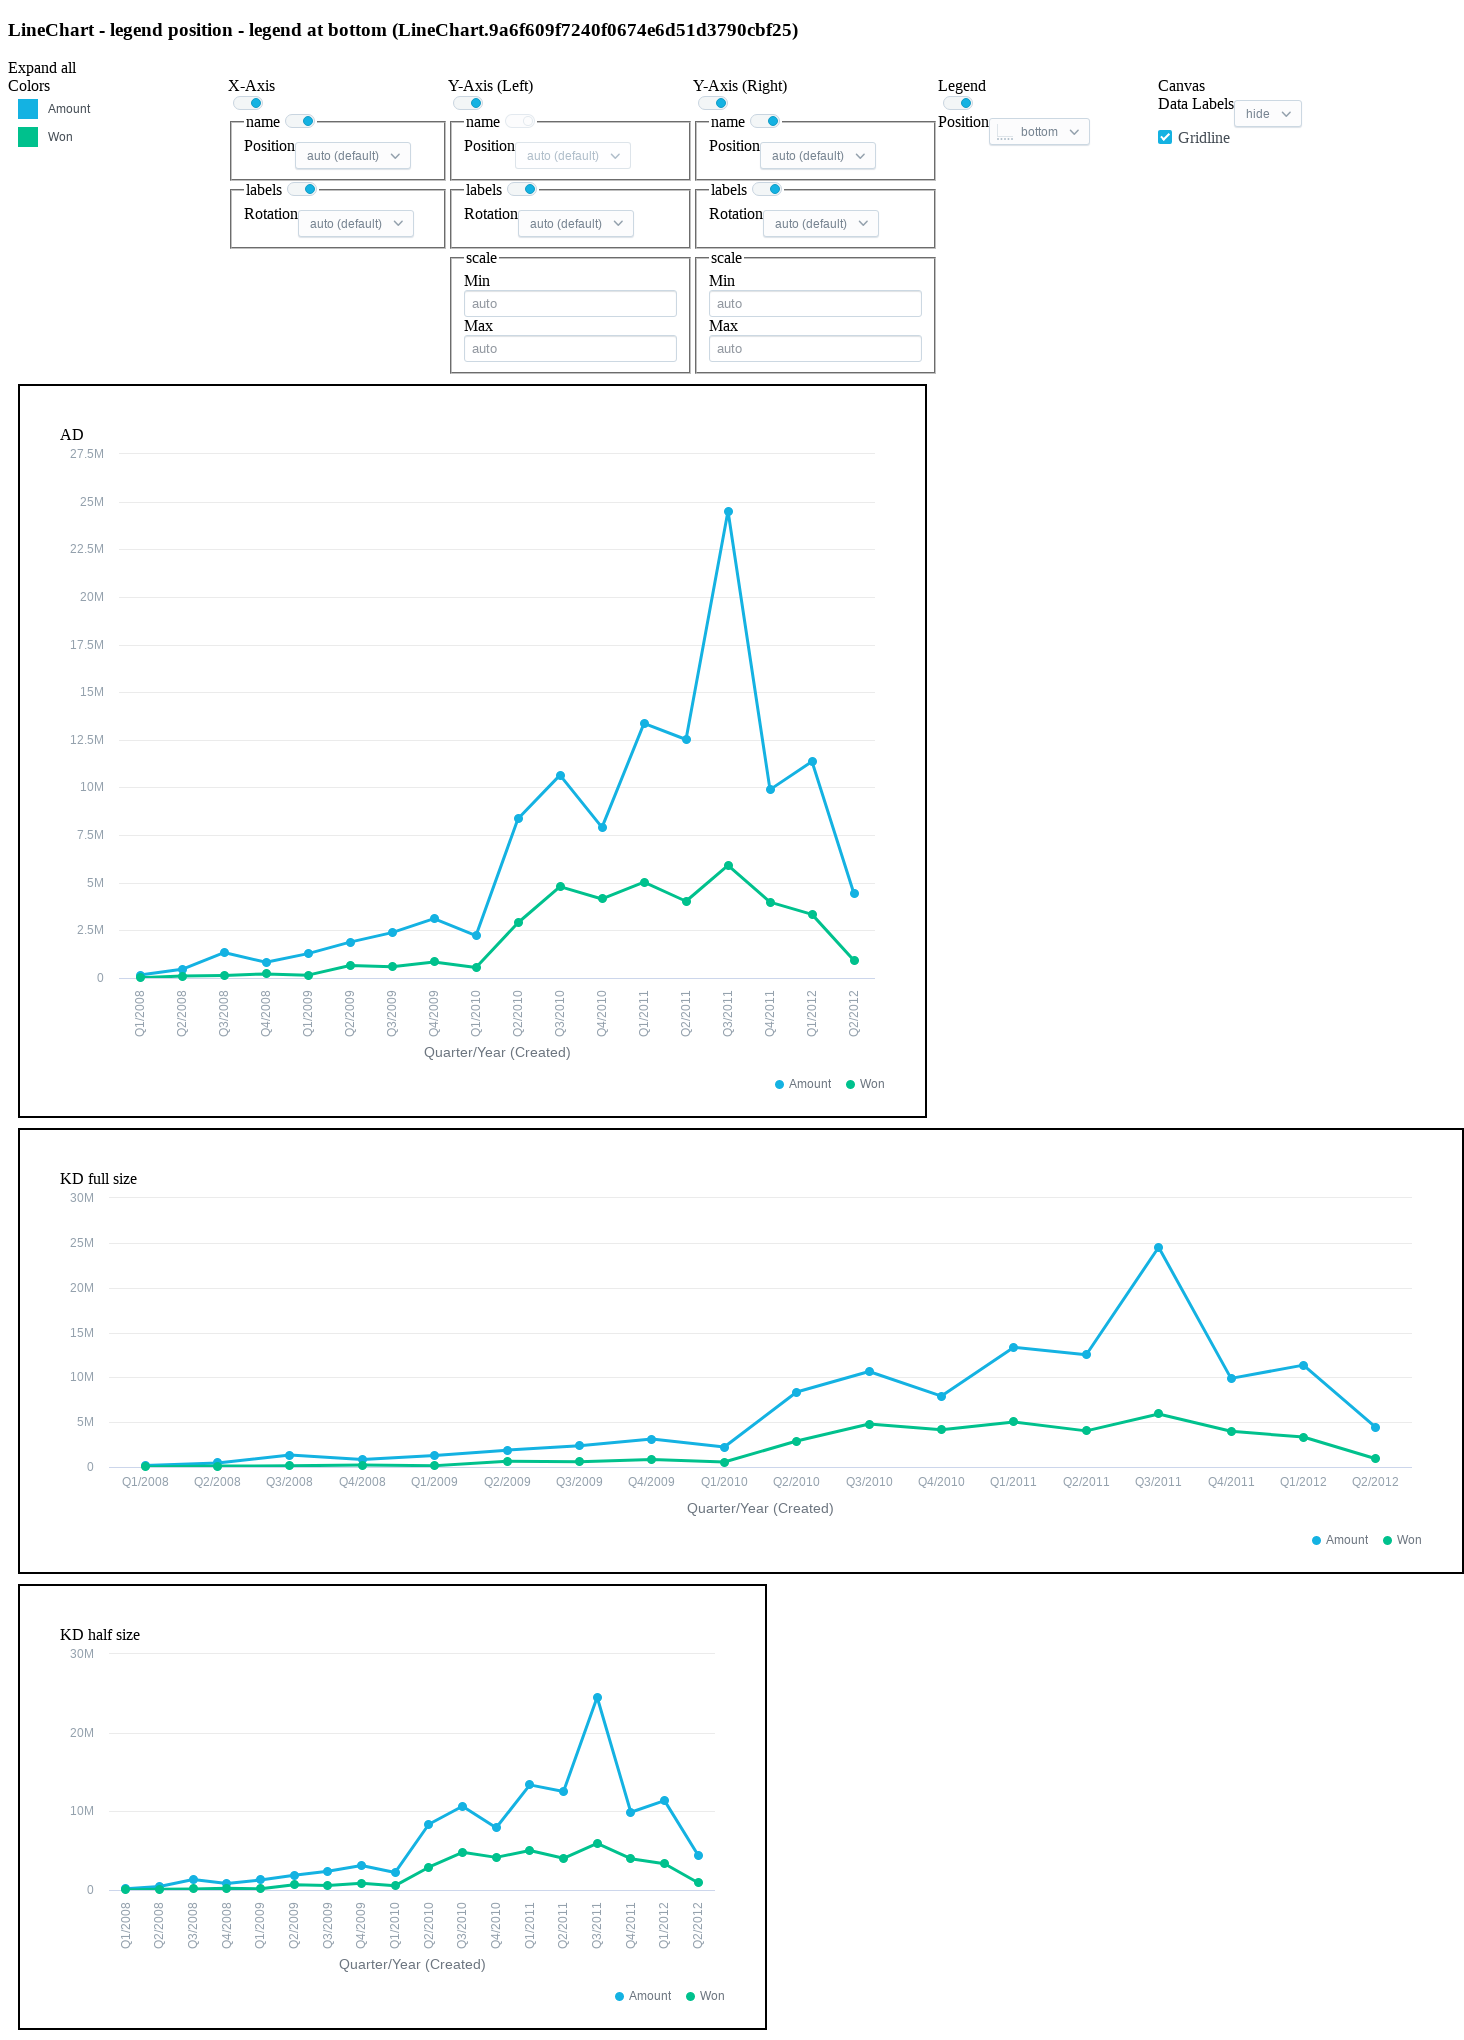 LineChart - legend position - legend at bottom (LineChart.9a6f609f7240f0674e6d51d3790cbf25)
Expand all
Colors
Amount
Won
X-Axis
name
Position auto (default)
labels
Rotation auto (default)
Y-Axis (Left)
name
Position auto (default)
labels
Rotation auto (default)
scale
Min
auto
Max
auto
Y-Axis (Right)
name
Position auto (default)
labels
Rotation auto (default)
scale
Min
auto
Max
auto
Legend
Position bottom
Canvas
Data Labels hide
Gridline
AD
27.5M
25M
22.5M
20M
17.5M
15M
12.5M
10M
7.5M
5M
2.5M
0
Q1/2008 Q2/2008 Q3/2008 Q4/2008 Q1/2009 Q2/2009 Q3/2009 Q4/2009 Q1/2010 Q2/2010 Q3/2010 Q4/2010 Q1/2011 Q2/2011 Q3/2011 Q4/2011 Q1/2012 Q2/2012
Quarter/Year (Created)
Amount Won
KD full size
30M
25M
20M
15M
10M
5M
0
Q1/2008 Q2/2008 Q3/2008 Q4/2008 Q1/2009 Q2/2009 Q3/2009 Q4/2009 Q1/2010 Q2/2010 Q3/2010 Q4/2010 Q1/2011 Q2/2011 Q3/2011 Q4/2011 Q1/2012 Q2/2012
Quarter/Year (Created)
Amount Won
KD half size
30M
20M
10M
0
Q1/2008 Q2/2008 Q3/2008 Q4/2008 Q1/2009 Q2/2009 Q3/2009 Q4/2009 Q1/2010 Q2/2010 Q3/2010 Q4/2010 Q1/2011 Q2/2011 Q3/2011 Q4/2011 Q1/2012 Q2/2012
Quarter/Year (Created)
Amount Won